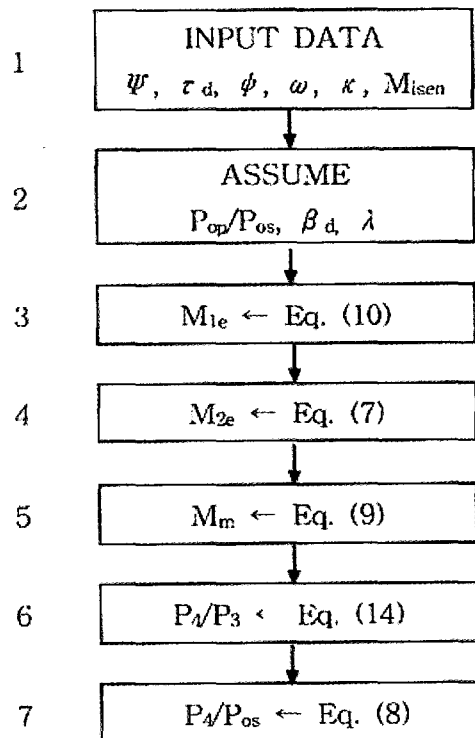 1
INPUT DATA
Ψ, τd, φ, ω, κ, Misen
2
ASSUME
Pop/Pos, βd, λ
3
M1e ← Eq. (10)
4
M2e ← Eq. (7)
5
Mm ← Eq. (9)
6
P4/P3 ‹ Eq. (14)
7
P4/Pos ← Eq. (8)